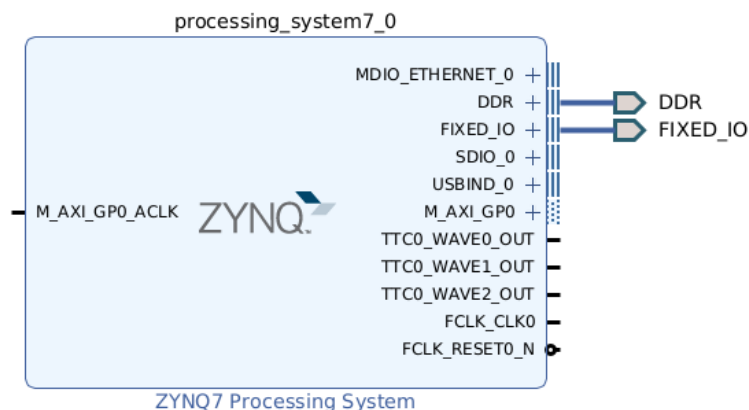 processing_system7_0
MDIO_ETHERNET_0
DDR
DDR
FIXED_IO
FIXED_IO
SDIO_0
USBIND_0
M_AXI_GP0_ACLK
ZYNQ
M_AXI_GP0
TTC0_WAVE0_OUT
TTC0_WAVE1_OUT
TTC0_WAVE2_OUT
FCLK_CLK0
FCLK_RESET0_N
ZYNQ7 Processing System